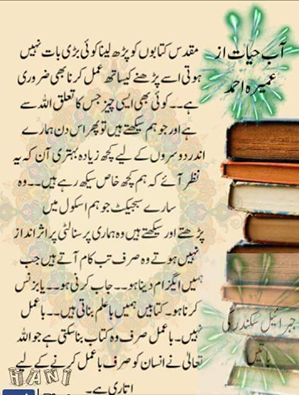 آبِ حیات از
عمیرہ احمد
مقدس کتابوں کو پڑھ لینا کوئی بڑی بات نہیں
ہوتی اسے پڑھنے کیساتھ عمل کرنا بھی ضروری
ہے۔۔ کوئی بھی ایسی چیز جس کا تعلق اللہ سے
ہے اور جو ہم سیکھتے ہیں تو پھر اس دن ہمارے
اندر دوسروں کے لیے کچھ زیادہ بہتری آن کہ یہ
نظر آئے کہ ہم کچھ خاص سیکھ رہے ہیں۔۔ وہ
سارے سبجیکٹ جو ہم اسکول میں
پڑھتے اور سیکھتے ہیں وہ ہماری پرسنالٹی پر اثر انداز
نہیں ہوتے وہ صرف تب کام آتے ہیں جب
ہمیں ایگزام دینا ہو۔۔ جاب کرنی ہو۔۔ یا بزنس
کرنا ہو۔ کتابیں ہمیں باعلم بناتی ہیں۔۔ باعمل
نہیں۔ باعمل صرف وہ کتاب بنا سکتی ہے جو اللہ
تعالیٰ نے انسان کو صرف باعمل کرنے کے لیے
اتاری ہے۔
جبرائیل سکندر کی
باتیں
HANI